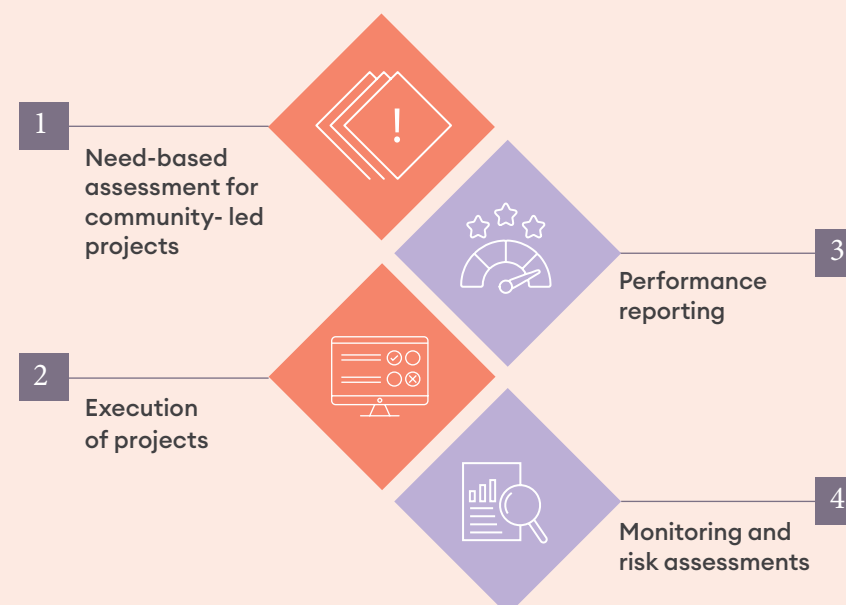 1
Need-based
assessment for
community- led
projects
2
Execution
of projects
3
Performance
reporting
4
Monitoring and
risk assessments